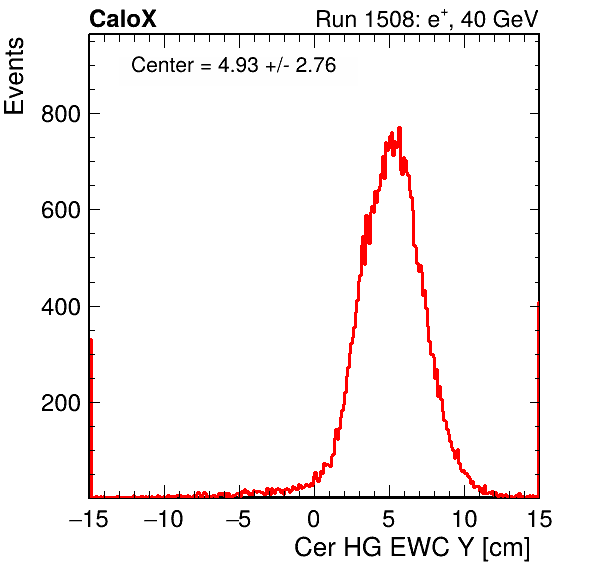 CaloX Run 1508: e⁺, 40 GeV
Events
Center = 4.93 +/- 2.76
800
600
400
200
−15 −10 −5 0 5 10 15
Cer HG EWC Y [cm]